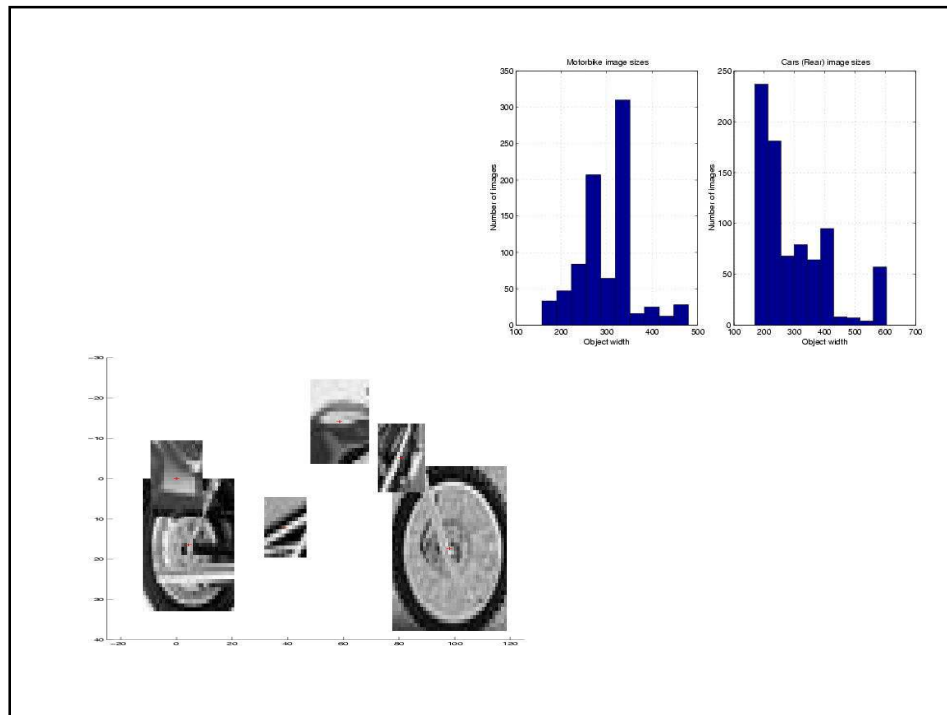 Motorbike image sizes
350
300
250
200
150
100
50
0
Number of images
100 200 300 400 500
Object width
Cars (Rear) image sizes
250
200
150
100
50
0
Number of images
100 200 300 400 500 600 700
Object width
-30
-20
-10
0
10
20
30
40
-20 0 20 40 60 80 100 120